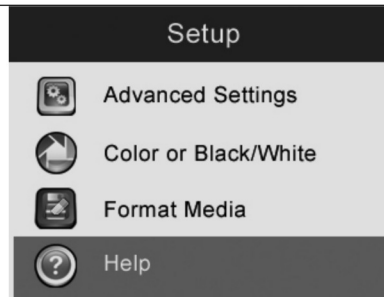 Setup
Advanced Settings
Color or Black/White
Format Media
Help